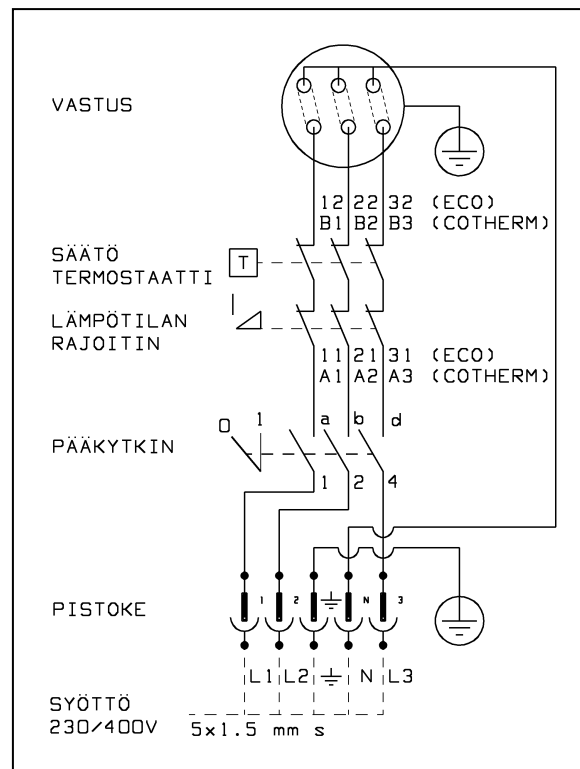 VASTUS
12 22 32 (ECO)
B1 B2 B3 (COTHERM)
SÄÄTÖ
TERMOSTAATTI
T
LÄMPÖTILAN
RAJOITIN
11 21 31 (ECO)
A1 A2 A3 (COTHERM)
0 1 a b d
PÄÄKYTKIN
1 2 4
PISTOKE
1 2 N 3
L1 L2 N L3
SYÖTTÖ
230/400V
5x1.5 mm s